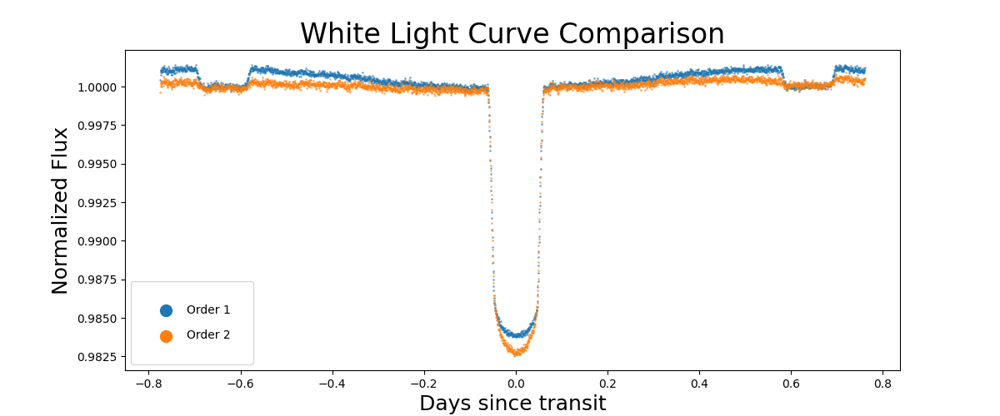 White Light Curve Comparison
Normalized Flux
1.0000
0.9975
0.9950
0.9925
0.9900
0.9875
0.9850
0.9825
Order 1
Order 2
−0.8 −0.6 −0.4 −0.2 0.0 0.2 0.4 0.6 0.8
Days since transit